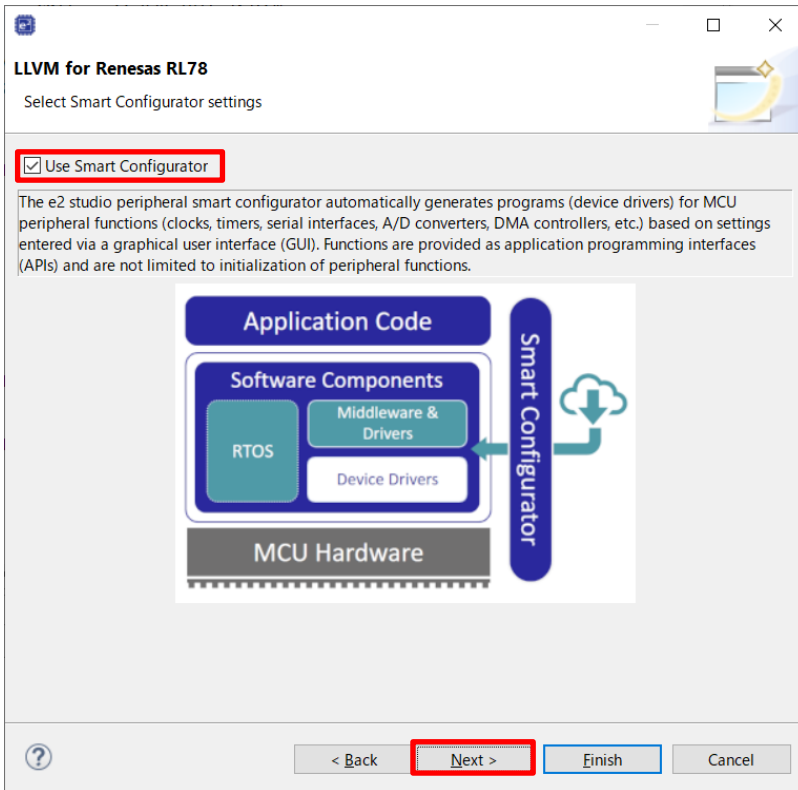 LLVM for Renesas RL78
Select Smart Configurator settings
Use Smart Configurator
The e2 studio peripheral smart configurator automatically generates programs (device drivers) for MCU
peripheral functions (clocks, timers, serial interfaces, A/D converters, DMA controllers, etc.) based on settings
entered via a graphical user interface (GUI). Functions are provided as application programming interfaces
(APIs) and are not limited to initialization of peripheral functions.
Application Code
Software Components
RTOS
Middleware &
Drivers
Device Drivers
MCU Hardware
Smart Configurator
?
< Back
Next >
Finish
Cancel